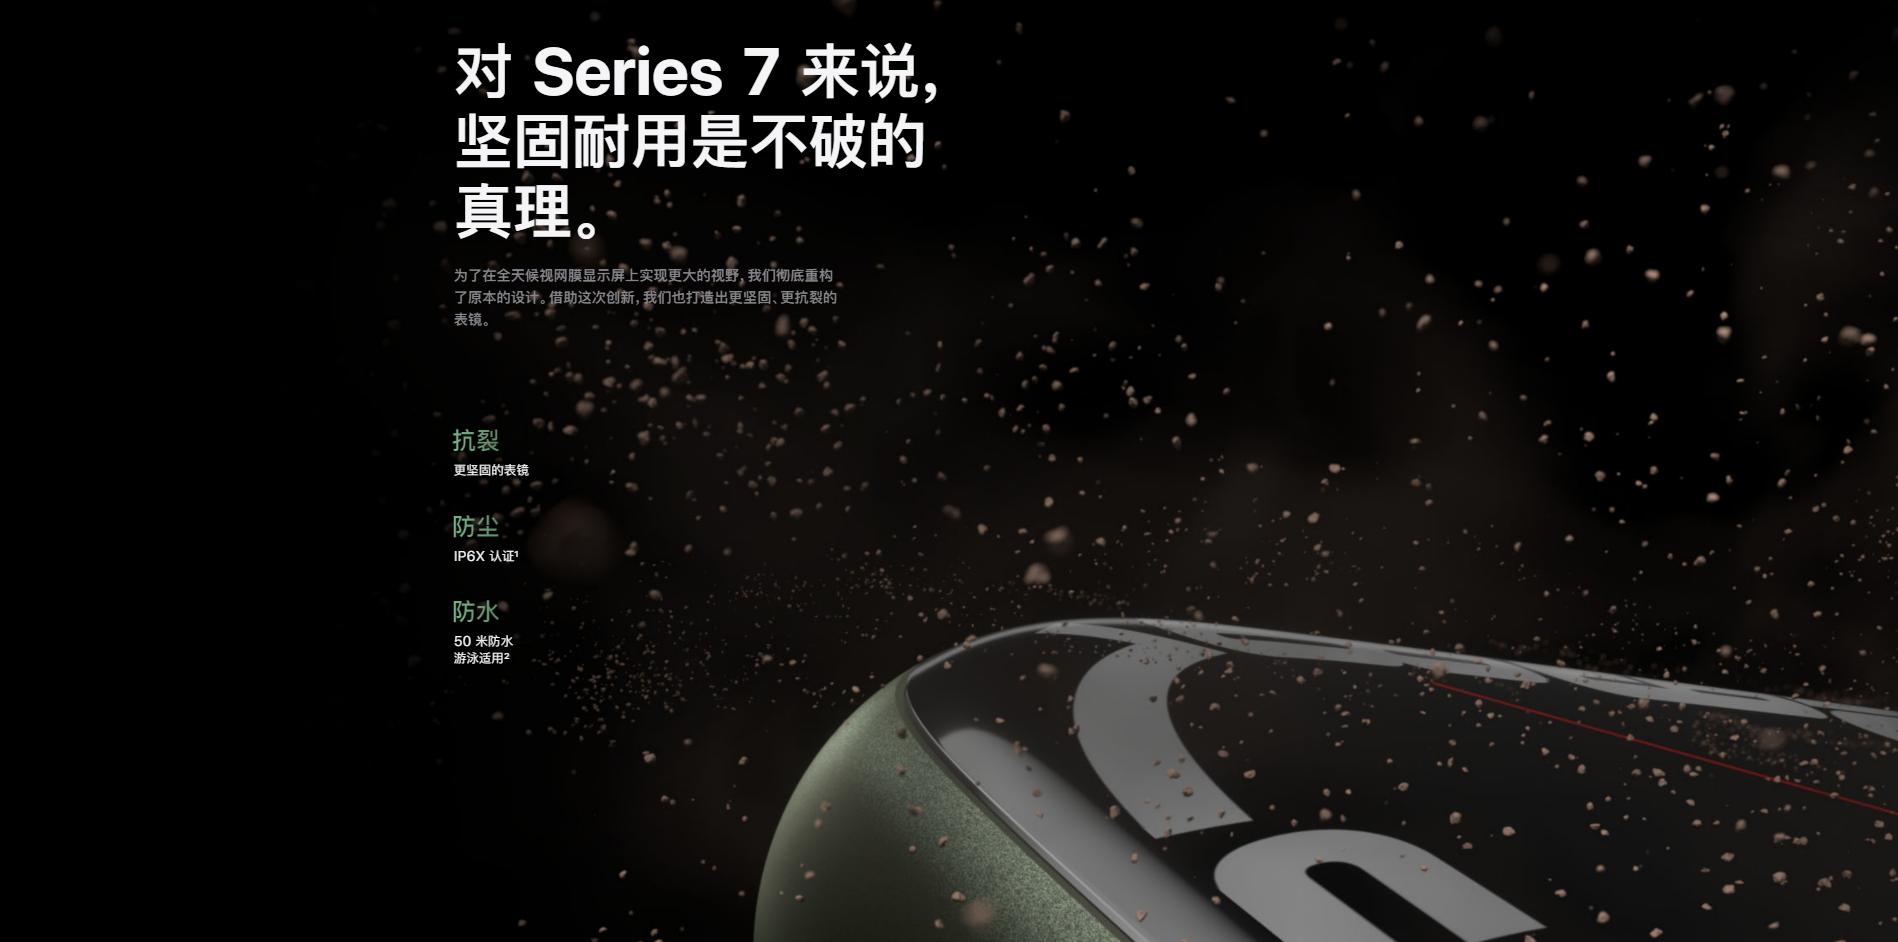 对 Series 7 来说，
坚固耐用是不破的
真理。
为了在全天候视网膜显示屏上实现更大的视野，我们彻底重构
了原本的设计。借助这次创新，我们也打造出更坚固、更抗裂的
表镜。
抗裂
更坚固的表镜
防尘
IP6X 认证¹
防水
50 米防水
游泳适用²